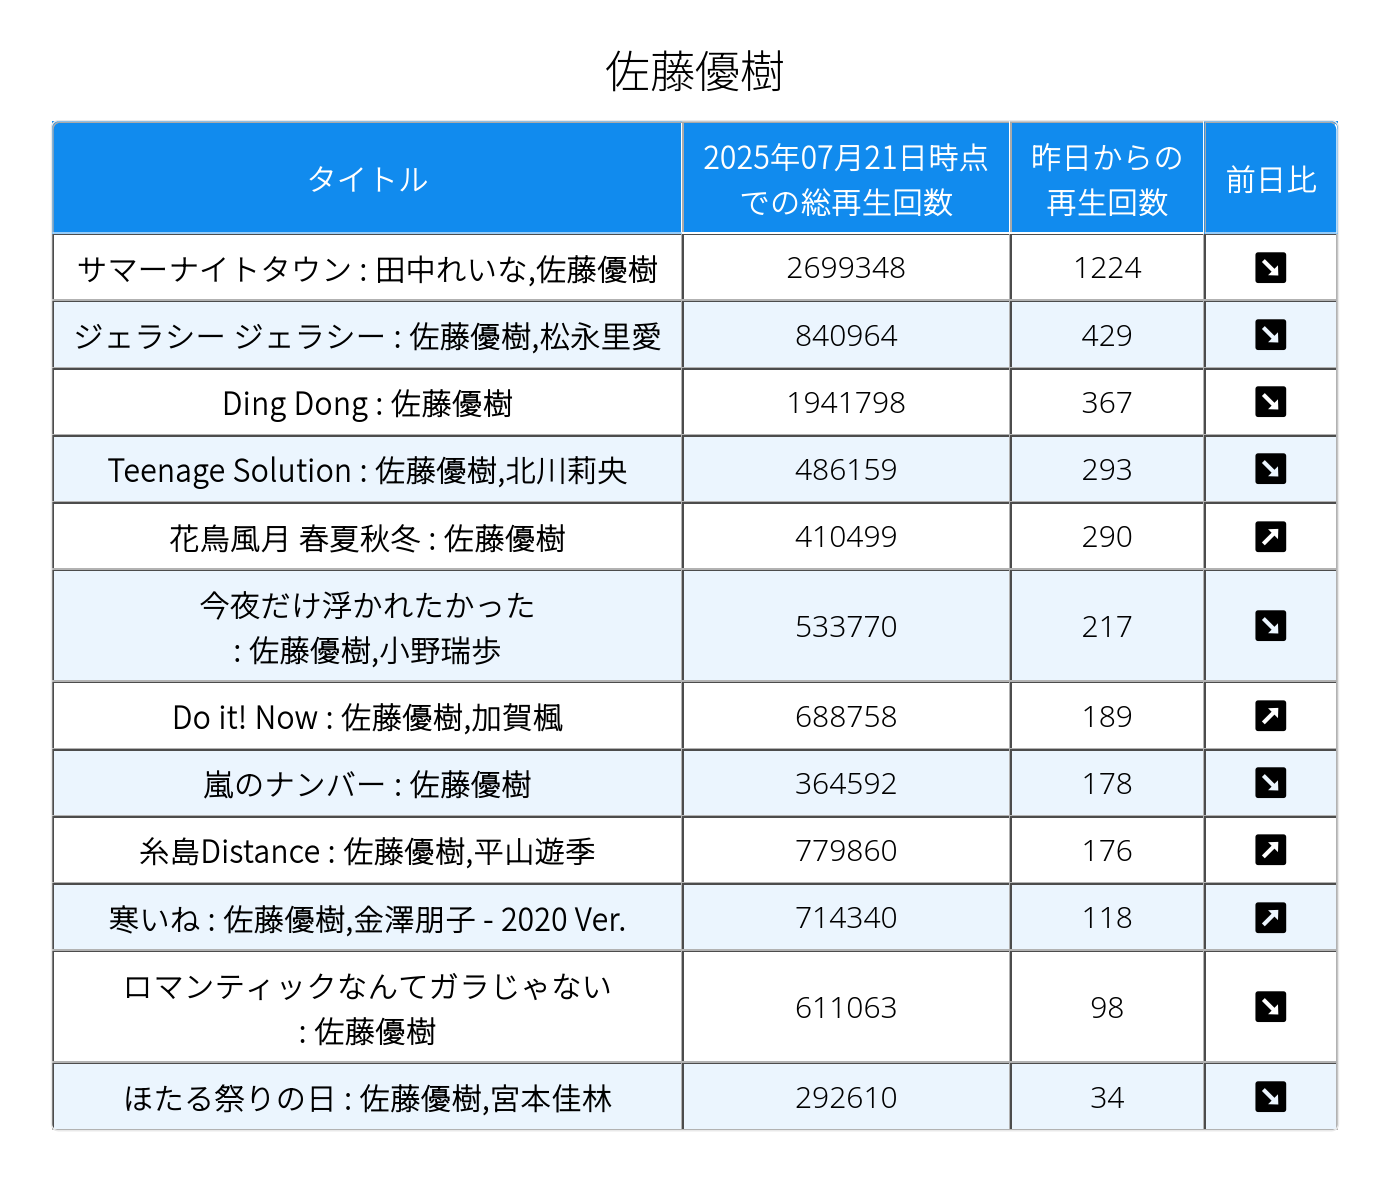 佐藤優樹
タイトル
2025年07月21日時点
での総再生回数
昨日からの
再生回数
前日比
サマーナイトタウン : 田中れいな,佐藤優樹 2699348 1224
ジェラシー ジェラシー : 佐藤優樹,松永里愛 840964 429
Ding Dong : 佐藤優樹 1941798 367
Teenage Solution : 佐藤優樹,北川莉央 486159 293
花鳥風月 春夏秋冬 : 佐藤優樹 410499 290
今夜だけ浮かれたかった
: 佐藤優樹,小野瑞歩 533770 217
Do it! Now : 佐藤優樹,加賀楓 688758 189
嵐のナンバー : 佐藤優樹 364592 178
糸島Distance : 佐藤優樹,平山遊季 779860 176
寒いね : 佐藤優樹,金澤朋子 - 2020 Ver. 714340 118
ロマンティックなんてガラじゃない
: 佐藤優樹 611063 98
ほたる祭りの日 : 佐藤優樹,宮本佳林 292610 34